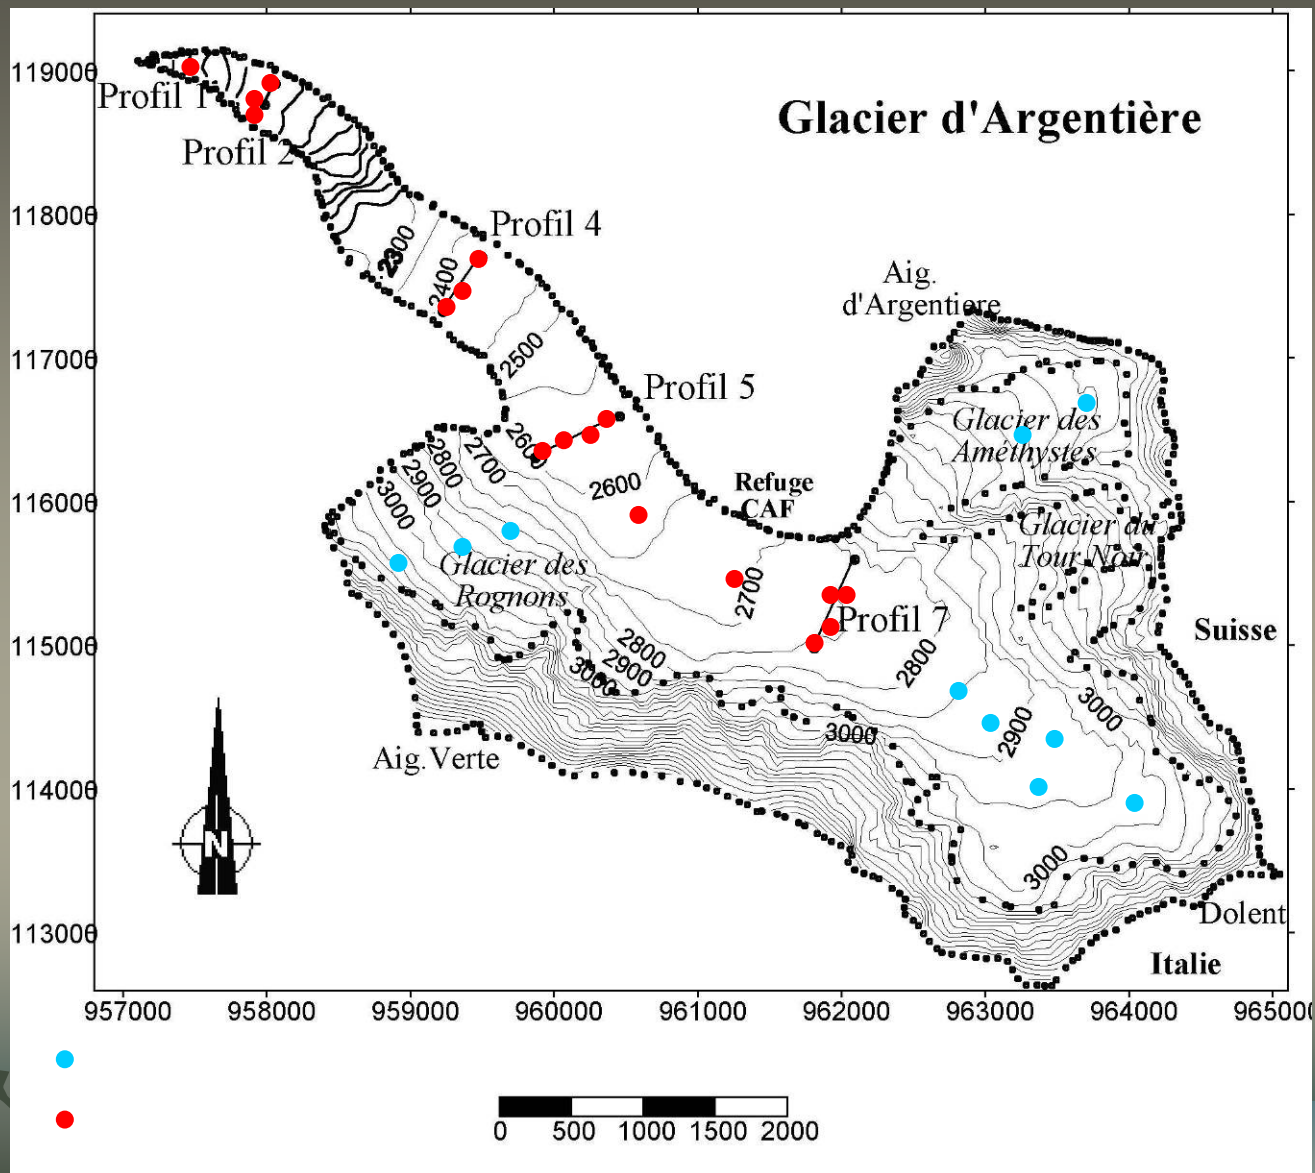 Glacier d'Argentière
119000
118000
117000
116000
115000
114000
113000
Profil 1
Profil 2
Profil 4
Profil 5
Profil 7
2300
2400
2500
2600
2600
2700
2800
2900
3000
2700
2800
2900
3000
2800
2900
3000
3000
3000
Aig.
d'Argentiere
Glacier des
Améthystes
Refuge
CAF
Glacier du
Tour Noir
Glacier des
Rognons
Suisse
Aig.Verte
Dolent
Italie
N
957000 958000 959000 960000 961000 962000 963000 964000 965000
0 500 1000 1500 2000